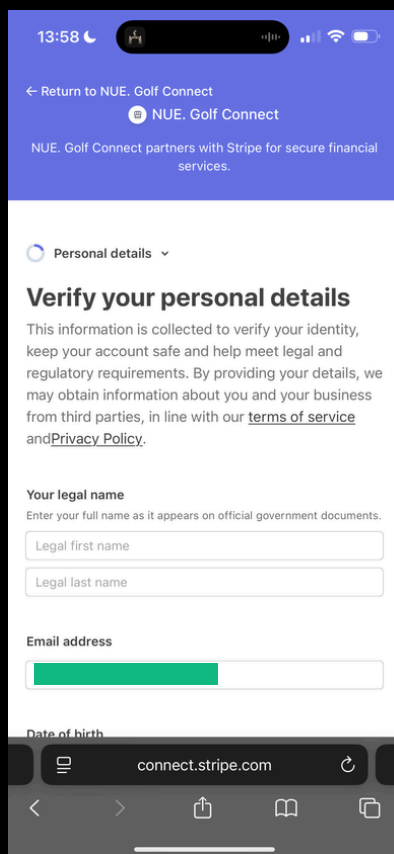 13:58
← Return to NUE. Golf Connect
NUE. Golf Connect
NUE. Golf Connect partners with Stripe for secure financial
services.
Personal details
Verify your personal details
This information is collected to verify your identity,
keep your account safe and help meet legal and
regulatory requirements. By providing your details, we
may obtain information about you and your business
from third parties, in line with our terms of service
andPrivacy Policy.
Your legal name
Enter your full name as it appears on official government documents.
Legal first name
Legal last name
Email address
Date of birth
connect.stripe.com